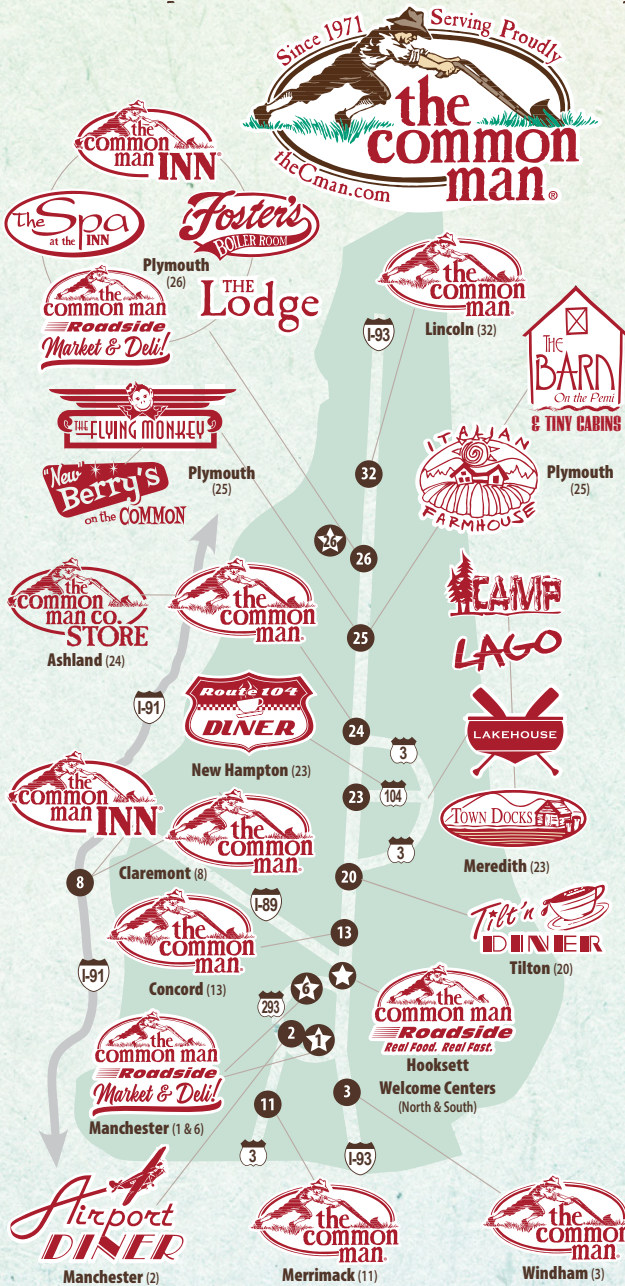 Since 1971 Serving Proudly
the
common
man®
theCman.com
the
common
man INN®
The Spa
at the INN
Foster's
BOILER ROOM
Plymouth
(26)
the
common man
Roadside
Market & Deli!
THE
Lodge
THE FLYING MONKEY
"New"
Berry's
on the COMMON
Plymouth
(25)
the
common
man®
Lincoln (32)
I-93
THE
BARN
On the Pemi
& TINY CABINS
ITALIAN
FARMHOUSE
Plymouth
(25)
32
26
26
25
the
common
man co.
STORE
Ashland (24)
the
common
man®
CAMP
LAGO
I-91
Route 104
DINER
New Hampton (23)
24
3
LAKEHOUSE
23
104
TOWN DOCKS
Meredith (23)
3
the
common
man
INN®
8
the
common
man®
Claremont (8)
20
I-89
Tilt'n
DINER
Tilton (20)
the
common
man®
Concord (13)
13
I-91
6
293
the
common man
Roadside
Real Food. Real Fast.
Hooksett
Welcome Centers
(North & South)
2
1
the
common man
Roadside
Market & Deli!
Manchester (1 & 6)
11
3
3
I-93
Airport
DINER
Manchester (2)
the
common
man®
Merrimack (11)
the
common
man
Windham (3)